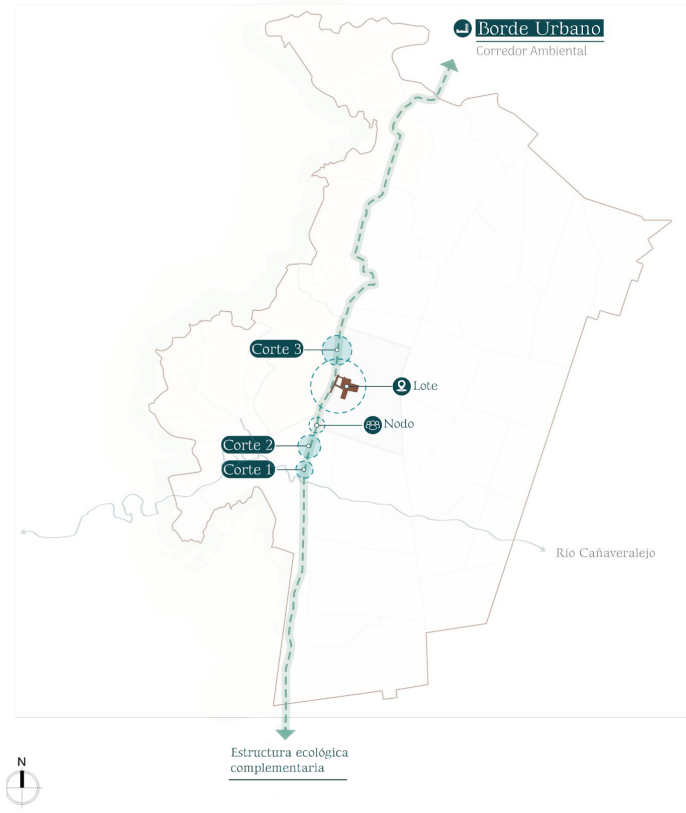 Borde Urbano
Corredor Ambiental
Corte 3
Lote
Nodo
Corte 2
Corte 1
Río Cañaveralejo
Estructura ecológica
complementaria
N